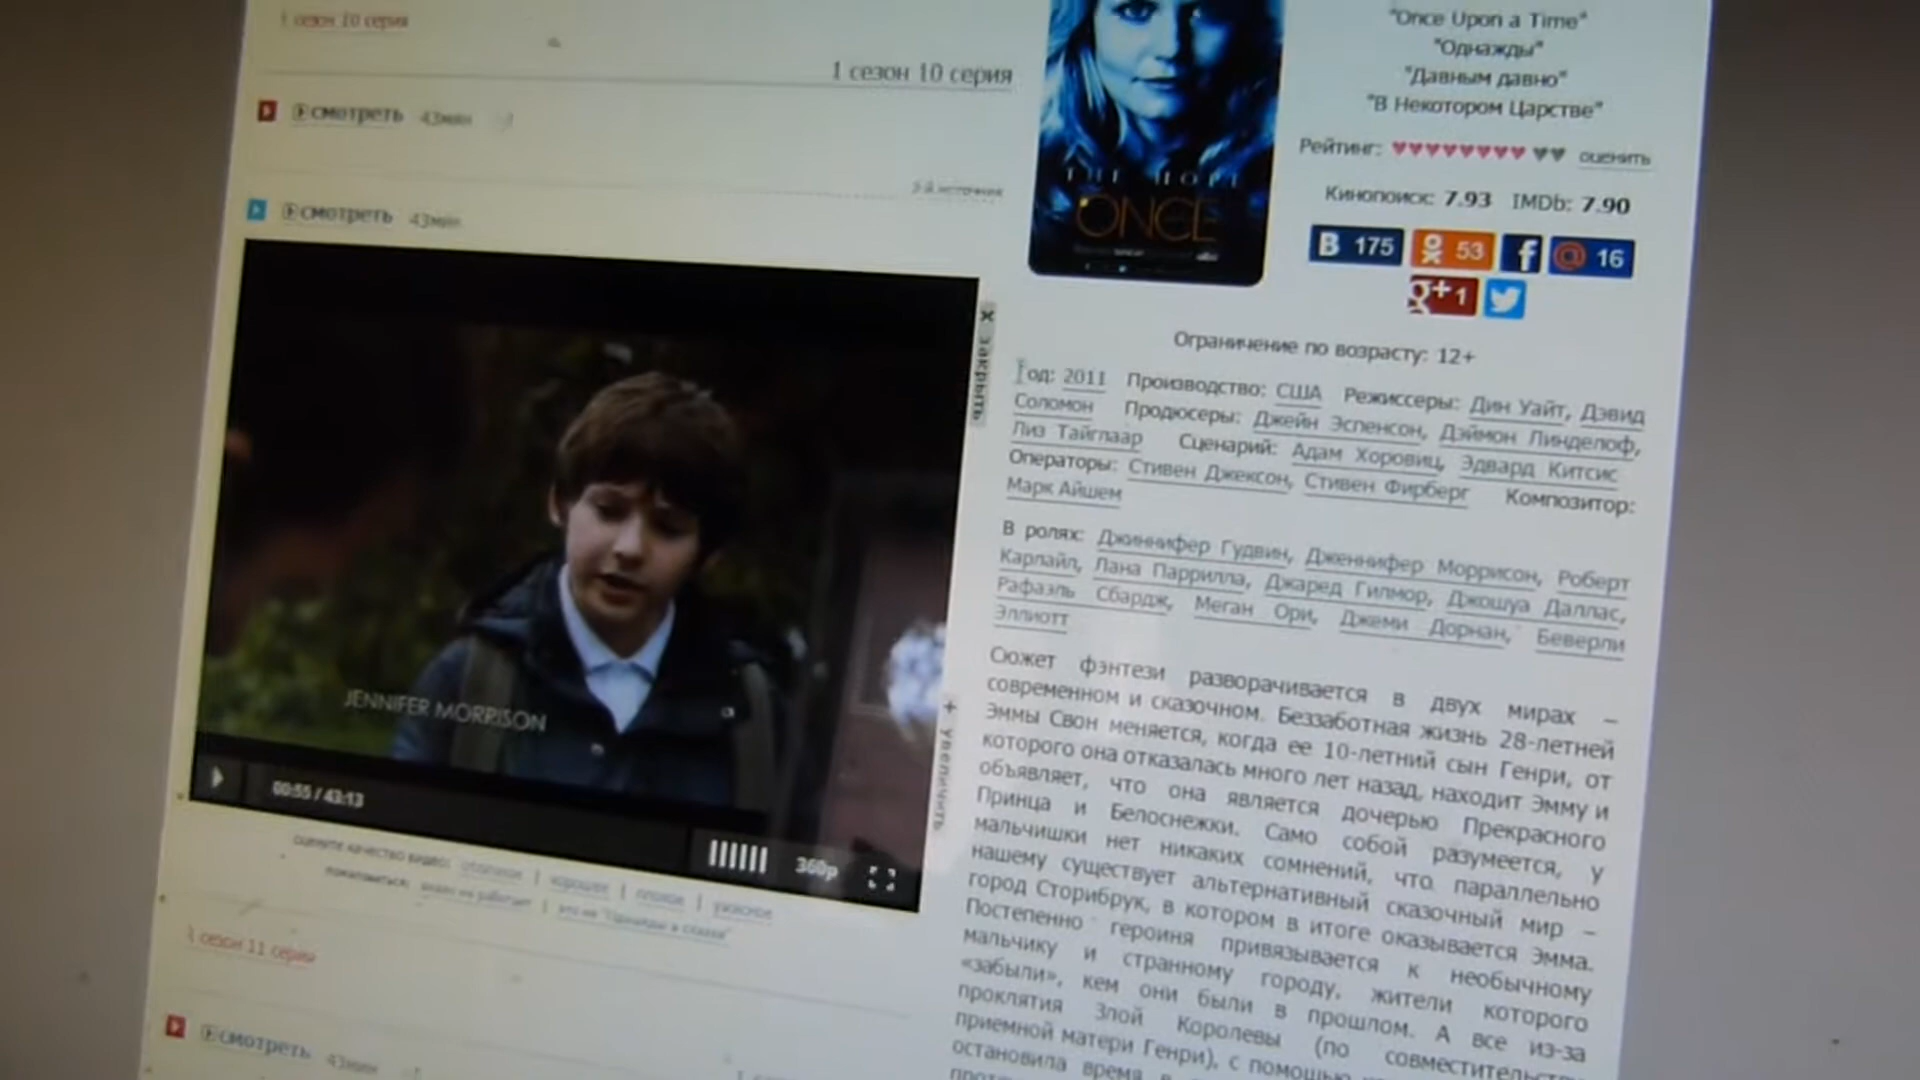 1 сезон 10 серия
1 сезон 10 серия
смотреть 43мин
смотреть 43мин
JENNIFER MORRISON
00:55 / 43:13
360p
× закрыть
+ увеличить
1 сезон 11 серия
смотреть 43мин
THE HOPE
ONCE
"Once Upon a Time"
"Однажды"
"Давным давно"
"В Некотором Царстве"
Рейтинг: оценить
Кинопоиск: 7.93 IMDb: 7.90
В 175 53 f @ 16
g+ 1
Ограничение по возрасту: 12+
Год: 2011 Производство: США Режиссеры: Дин Уайт, Дэвид
Соломон Продюсеры: Джейн Эспенсон, Дэймон Линделоф,
Лиз Тайглаар Сценарий: Адам Хоровиц, Эдвард Китсис
Операторы: Стивен Джексон, Стивен Фирберг Композитор:
Марк Айшем
В ролях: Джиннифер Гудвин, Дженнифер Моррисон, Роберт
Карлайл, Лана Паррилла, Джаред Гилмор, Джошуа Даллас,
Рафаэль Сбардж, Меган Ори, Джеми Дорнан, Беверли
Эллиотт
Сюжет фэнтези разворачивается в двух мирах –
современном и сказочном. Беззаботная жизнь 28-летней
Эммы Свон меняется, когда ее 10-летний сын Генри, от
которого она отказалась много лет назад, находит Эмму и
объявляет, что она является дочерью Прекрасного
Принца и Белоснежки. Само собой разумеется, у
мальчишки нет никаких сомнений, что параллельно
нашему существует альтернативный сказочный мир –
город Сторибрук, в котором в итоге оказывается Эмма.
Постепенно героиня привязывается к необычному
мальчику и странному городу, жители которого
«забыли», кем они были в прошлом. А все из-за
проклятия Злой Королевы (по совместительству
приемной матери Генри), с помощью
остановила время в